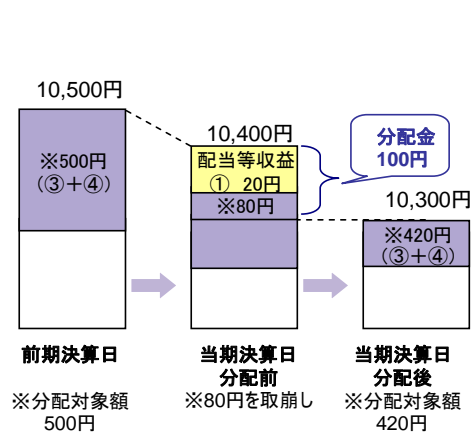 10,500円
※500円
(③+④)
前期決算日
※分配対象額
500円
10,400円
配当等収益
① 20円
※80円
当期決算日
分配前
※80円を取崩し
分配金
100円
10,300円
※420円
(③+④)
当期決算日
分配後
※分配対象額
420円